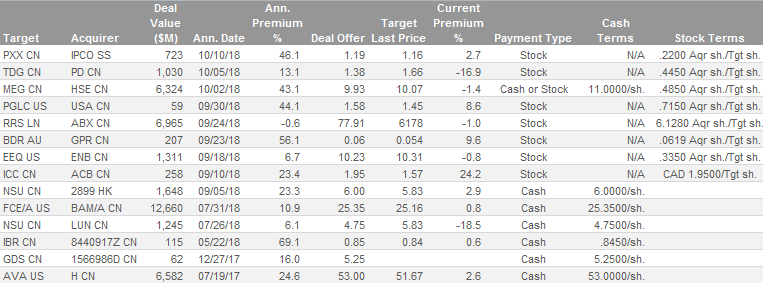 Deal Ann. Target Current
Value Premium Last Price Premium Cash
Target Acquirer ($M) Ann. Date % Deal Offer % Payment Type Terms Stock Terms
PXX CN IPCO SS 723 10/10/18 46.1 1.19 1.16 2.7 Stock N/A .2200 Aqr sh./Tgt sh.
TDG CN PD CN 1,030 10/05/18 13.1 1.38 1.66 -16.9 Stock N/A .4450 Aqr sh./Tgt sh.
MEG CN HSE CN 6,324 10/02/18 43.1 9.93 10.07 -1.4 Cash or Stock 11.0000/sh. .4850 Aqr sh./Tgt sh.
PGLC US USA CN 59 09/30/18 44.1 1.58 1.45 8.6 Stock N/A .7150 Aqr sh./Tgt sh.
RRS LN ABX CN 6,965 09/24/18 -0.6 77.91 6178 -1.0 Stock N/A 6.1280 Aqr sh./Tgt sh.
BDR AU GPR CN 207 09/23/18 56.1 0.06 0.054 9.6 Stock N/A .0619 Aqr sh./Tgt sh.
EEQ US ENB CN 1,311 09/18/18 6.7 10.23 10.31 -0.8 Stock N/A .3350 Aqr sh./Tgt sh.
ICC CN ACB CN 258 09/10/18 23.4 1.95 1.57 24.2 Stock N/A CAD 1.9500/Tgt sh.
NSU CN 2899 HK 1,648 09/05/18 23.3 6.00 5.83 2.9 Cash 6.0000/sh.
FCE/A US BAM/A CN 12,660 07/31/18 10.9 25.35 25.16 0.8 Cash 25.3500/sh.
NSU CN LUN CN 1,245 07/26/18 6.1 4.75 5.83 -18.5 Cash 4.7500/sh.
IBR CN 8440917Z CN 115 05/22/18 69.1 0.85 0.84 0.6 Cash .8450/sh.
GDS CN 1566986D CN 62 12/27/17 16.0 5.25 Cash 5.2500/sh.
AVA US H CN 6,582 07/19/17 24.6 53.00 51.67 2.6 Cash 53.0000/sh.